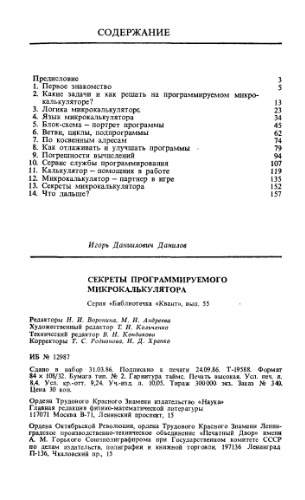 СОДЕРЖАНИЕ
Предисловие 3
1. Первое знакомство 5
2. Какие задачи и как решать на программируемом микро-
калькуляторе? 13
3. Логика микрокалькулятора 23
4. Язык микрокалькулятора 34
5. Блок-схема — портрет программы 45
6. Ветви, циклы, подпрограммы 62
7. По косвенным адресам 74
8. Как отлаживать и улучшать программы 79
9. Погрешности вычислений 94
10. Сервис службы программирования 107
11. Калькулятор — помощник в работе 119
12. Микрокалькулятор — партнер в игре 135
13. Секреты микрокалькулятора 152
14. Что дальше? 157
Игорь Даниилович Данилов
СЕКРЕТЫ ПРОГРАММИРУЕМОГО
МИКРОКАЛЬКУЛЯТОРА
Серия «Библиотечка «Квант», вып. 55
Редакторы Н. И. Воронина, М. И. Андреева
Художественный редактор Т. Н. Кольченко
Технический редактор В. Н. Кондакова
Корректоры Т. С. Родионова, Н. Д. Храпко
ИБ № 12987
Сдано в набор 31.03.86. Подписано к печати 24.09.86. Т-19588. Формат
84 × 108/32. Бумага тип. № 2. Гарнитура таймс. Печать высокая. Усл. печ. л.
8,4. Усл. кр.-отт. 9,24. Уч.-изд. л. 10,05. Тираж 300 000 экз. Заказ № 340.
Цена 30 коп.
Ордена Трудового Красного Знамени издательство «Наука»
Главная редакция физико-математической литературы
117071 Москва В-71, Ленинский проспект, 15
Ордена Октябрьской Революции, ордена Трудового Красного Знамени Ленин-
градское производственно-техническое объединение «Печатный Двор» имени
А. М. Горького Союзполиграфпрома при Государственном комитете СССР
по делам издательств, полиграфии и книжной торговли. 197136 Ленинград
П-136, Чкаловский пр., 15